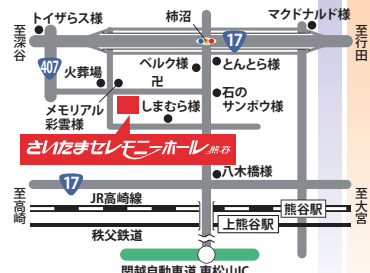 トイザらス様
柿沼
マクドナルド様
至深谷
17
至行田
407
火葬場
ベルク様
卍
とんとら様
メモリアル
彩雲様
しまむら様
石の
サンボウ様
さいたまセレモニーホール熊谷
八木橋様
17
至高崎
JR高崎線
熊谷駅
至大宮
上熊谷駅
秩父鉄道
関越自動車道 東松山IC